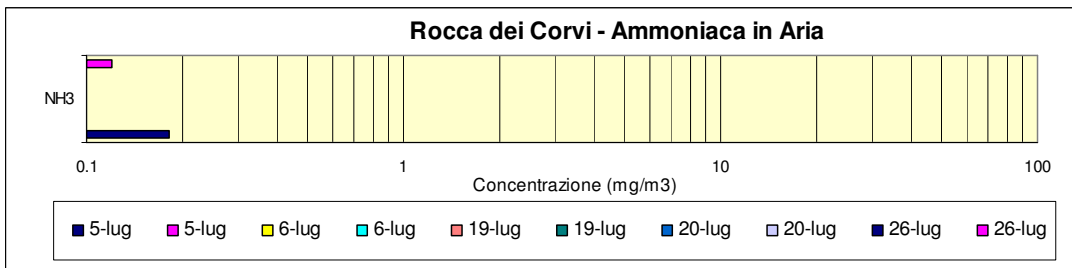 Rocca dei Corvi - Ammoniaca in Aria
NH3
0.1 1 10 100
Concentrazione (mg/m3)
5-lug 5-lug 6-lug 6-lug 19-lug 19-lug 20-lug 20-lug 26-lug 26-lug